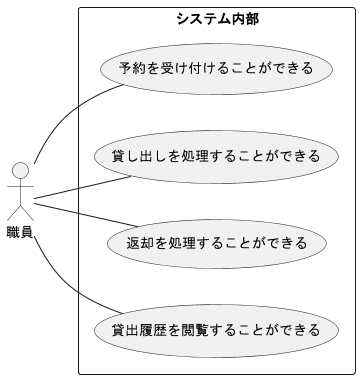 システム内部
予約を受け付けることができる
貸し出しを処理することができる
職員
返却を処理することができる
貸出履歴を閲覧することができる